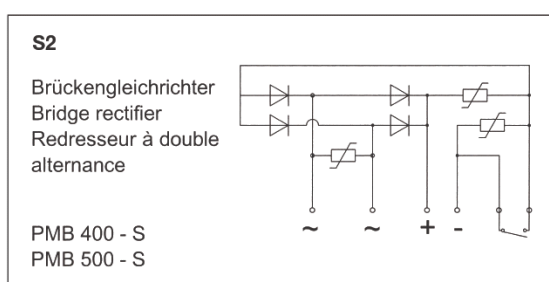 S2
Brückengleichrichter
Bridge rectifier
Redresseur à double
alternance
~ ~ + -
PMB 400 - S
PMB 500 - S